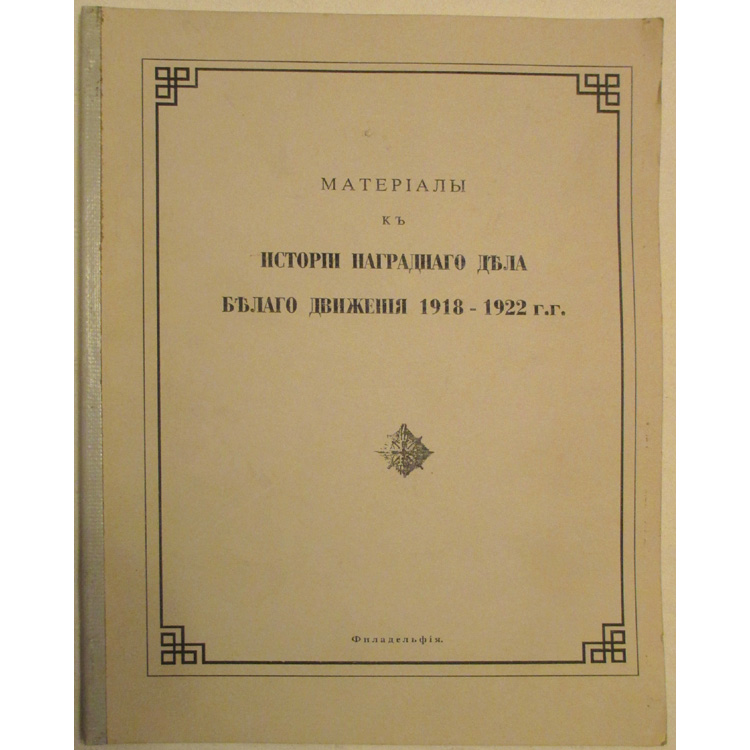 МАТЕРІАЛЫ
КЪ
ИСТОРІИ НАГРАДНАГО ДѢЛА
БѢЛАГО ДВИЖЕНІЯ 1918 - 1922 г.г.
Филадельфія.